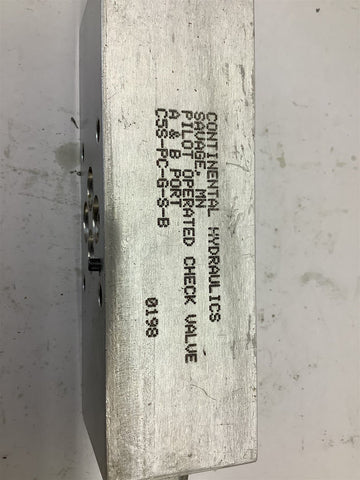 CONTINENTAL HYDRAULICS
SAVAGE, MN
PILOT OPERATED CHECK VALVE
A & B PORT
C5S-PC-G-S-B 0198